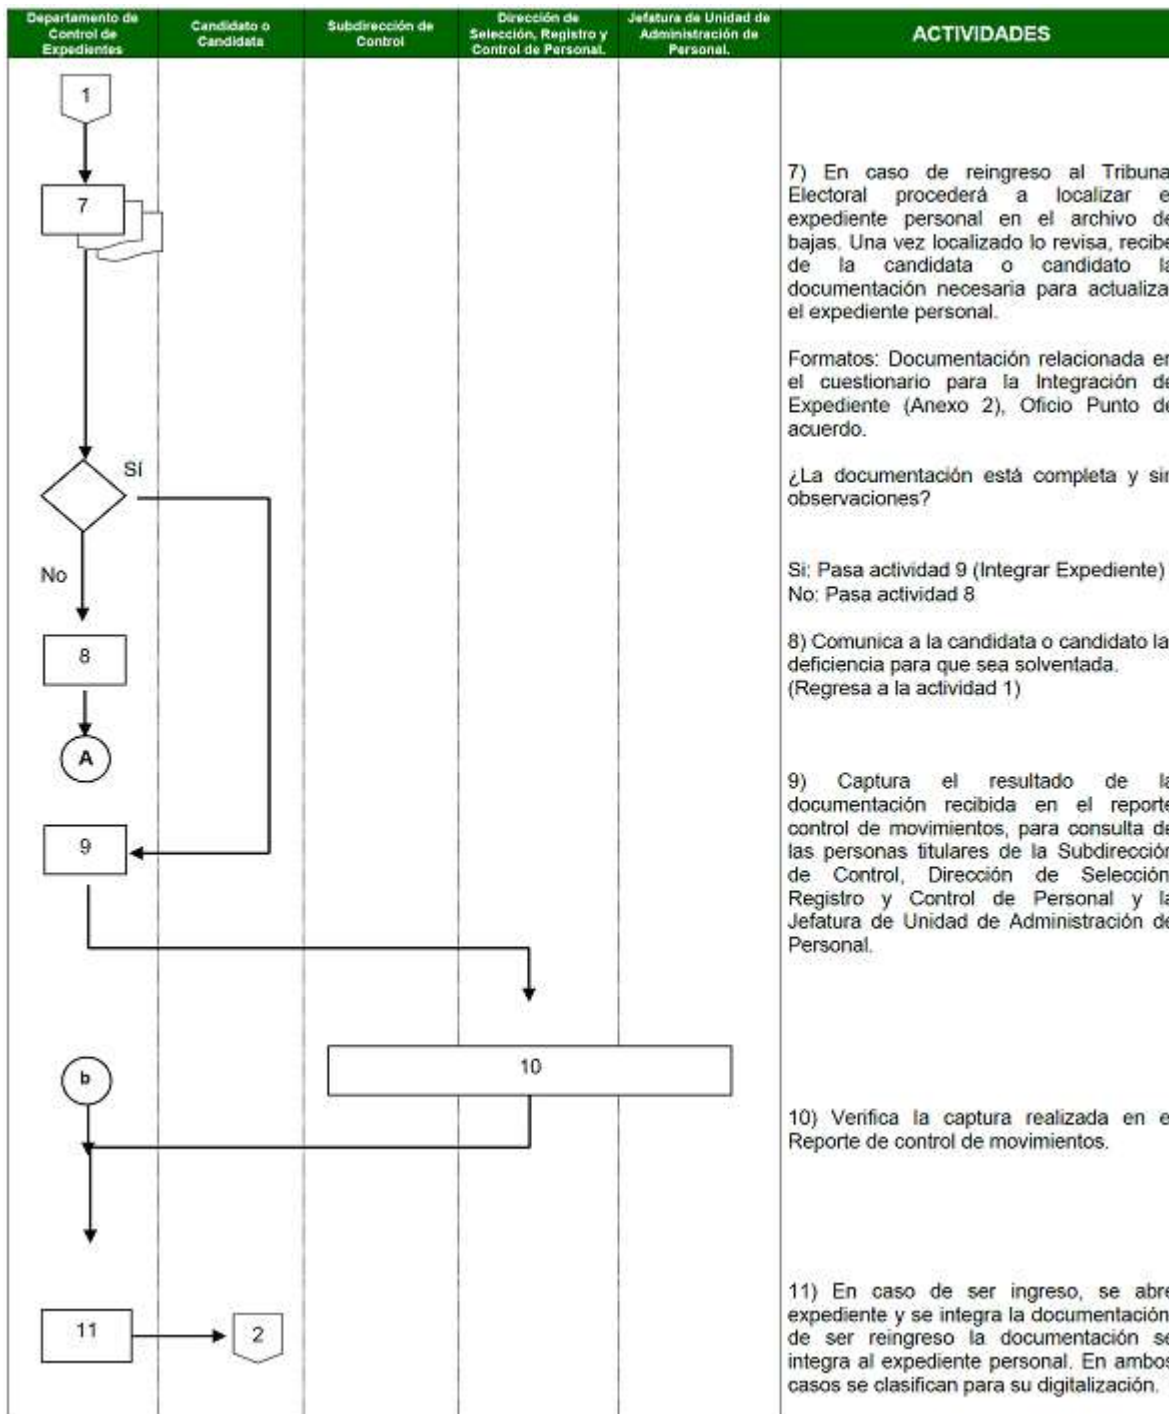 Departamento de
Control de
Expedientes
Candidato o
Candidata
Subdirección de
Control
Dirección de
Selección, Registro y
Control de Personal.
Jefatura de Unidad de
Administración de
Personal.
ACTIVIDADES
1
7
7) En caso de reingreso al Tribuna
Electoral procederá a localizar e
expediente personal en el archivo de
bajas. Una vez localizado lo revisa, recibe
de la candidata o candidato la
documentación necesaria para actualiza
el expediente personal.
Formatos: Documentación relacionada en
el cuestionario para la Integración de
Expediente (Anexo 2), Oficio Punto de
acuerdo.
Sí
¿La documentación está completa y sin
observaciones?
No
Si: Pasa actividad 9 (Integrar Expediente)
No: Pasa actividad 8
8
8) Comunica a la candidata o candidato la
deficiencia para que sea solventada.
(Regresa a la actividad 1)
A
9
9) Captura el resultado de la
documentación recibida en el reporte
control de movimientos, para consulta de
las personas titulares de la Subdirección
de Control, Dirección de Selección
Registro y Control de Personal y la
Jefatura de Unidad de Administración de
Personal.
10
b
10) Verifica la captura realizada en e
Reporte de control de movimientos.
11
2
11) En caso de ser ingreso, se abre
expediente y se integra la documentación
de ser reingreso la documentación se
integra al expediente personal. En ambos
casos se clasifican para su digitalización.